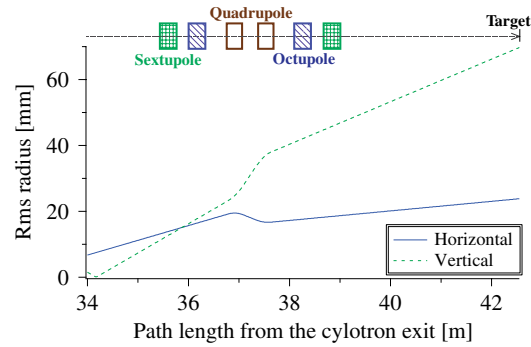 Quadrupole
Target
Sextupole
Octupole
60
40
20
0
Rms radius [mm]
Horizontal
Vertical
34
36
38
40
42
Path length from the cylotron exit [m]